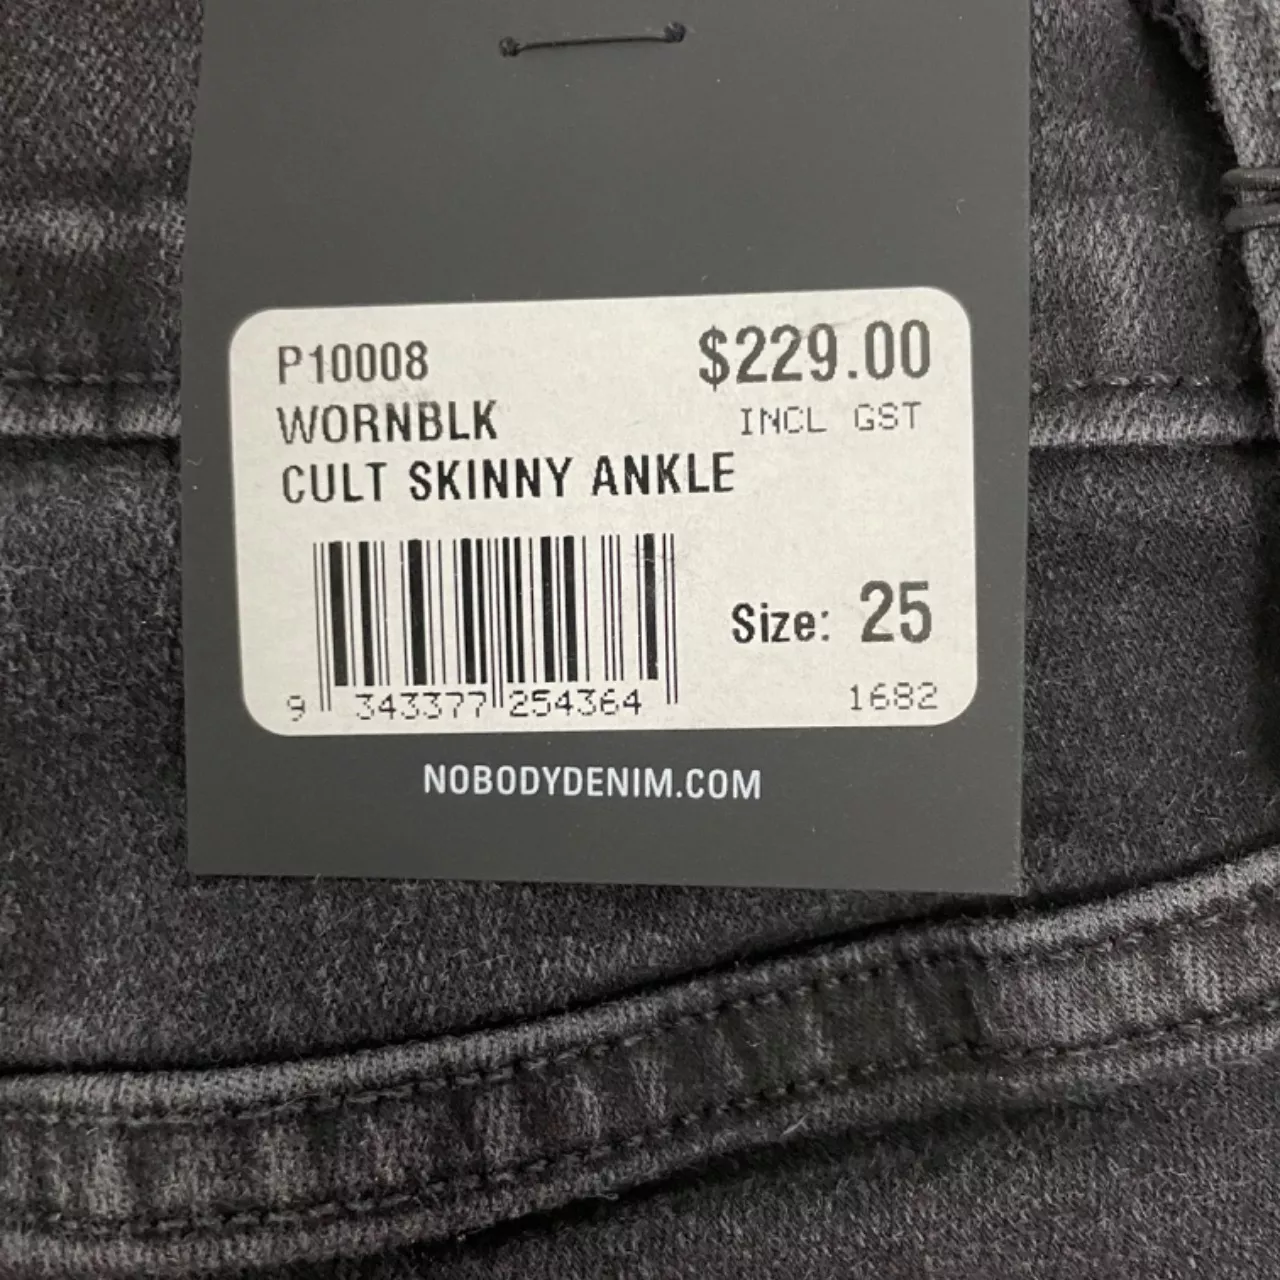 P10008
$229.00
WORNBLK
INCL GST
CULT SKINNY ANKLE
Size: 25
9 343377 254364
1682
NOBODYDENIM.COM